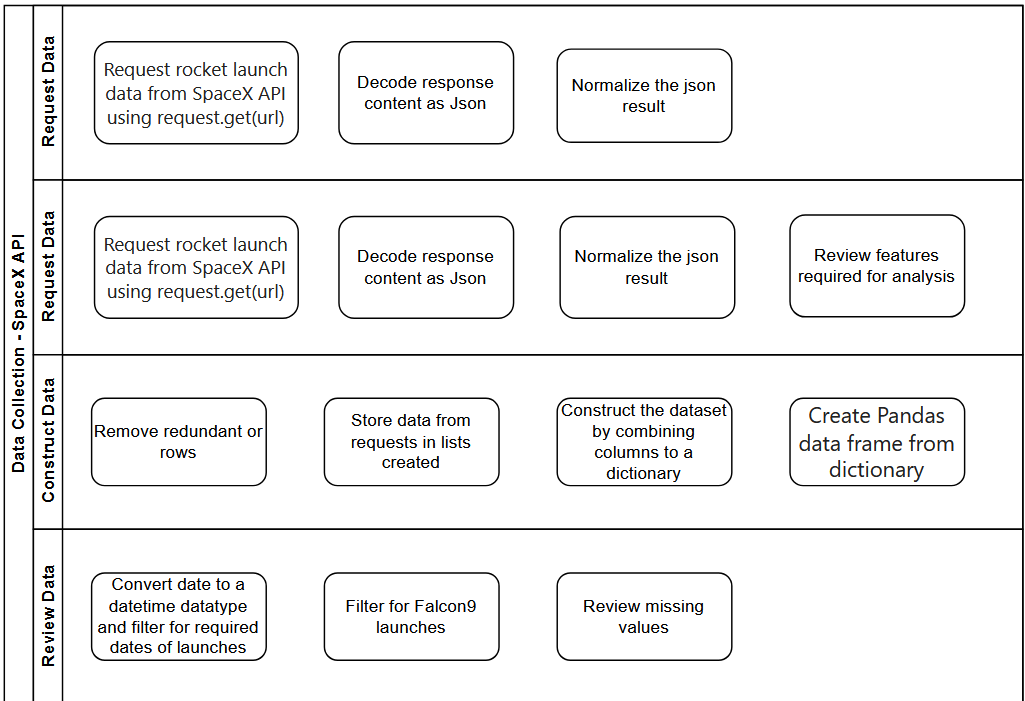 Data Collection - SpaceX API
Request Data
Request rocket launch
data from SpaceX API
using request.get(url)
Decode response
content as Json
Normalize the json
result
Request Data
Request rocket launch
data from SpaceX API
using request.get(url)
Decode response
content as Json
Normalize the json
result
Review features
required for analysis
Construct Data
Remove redundant or
rows
Store data from
requests in lists
created
Construct the dataset
by combining
columns to a
dictionary
Create Pandas
data frame from
dictionary
Review Data
Convert date to a
datetime datatype
and filter for required
dates of launches
Filter for Falcon9
launches
Review missing
values